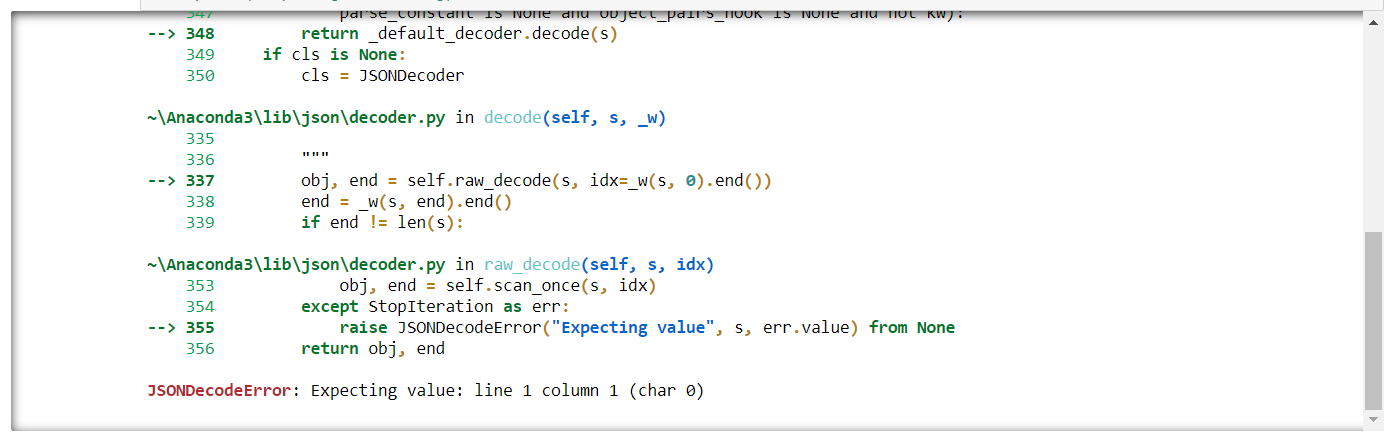 347 parse_constant is None and object_pairs_hook is None and not kw):
--> 348 return _default_decoder.decode(s)
349 if cls is None:
350 cls = JSONDecoder
~\Anaconda3\lib\json\decoder.py in decode(self, s, _w)
335
336 """
--> 337 obj, end = self.raw_decode(s, idx=_w(s, 0).end())
338 end = _w(s, end).end()
339 if end != len(s):
~\Anaconda3\lib\json\decoder.py in raw_decode(self, s, idx)
353 obj, end = self.scan_once(s, idx)
354 except StopIteration as err:
--> 355 raise JSONDecodeError("Expecting value", s, err.value) from None
356 return obj, end
JSONDecodeError: Expecting value: line 1 column 1 (char 0)